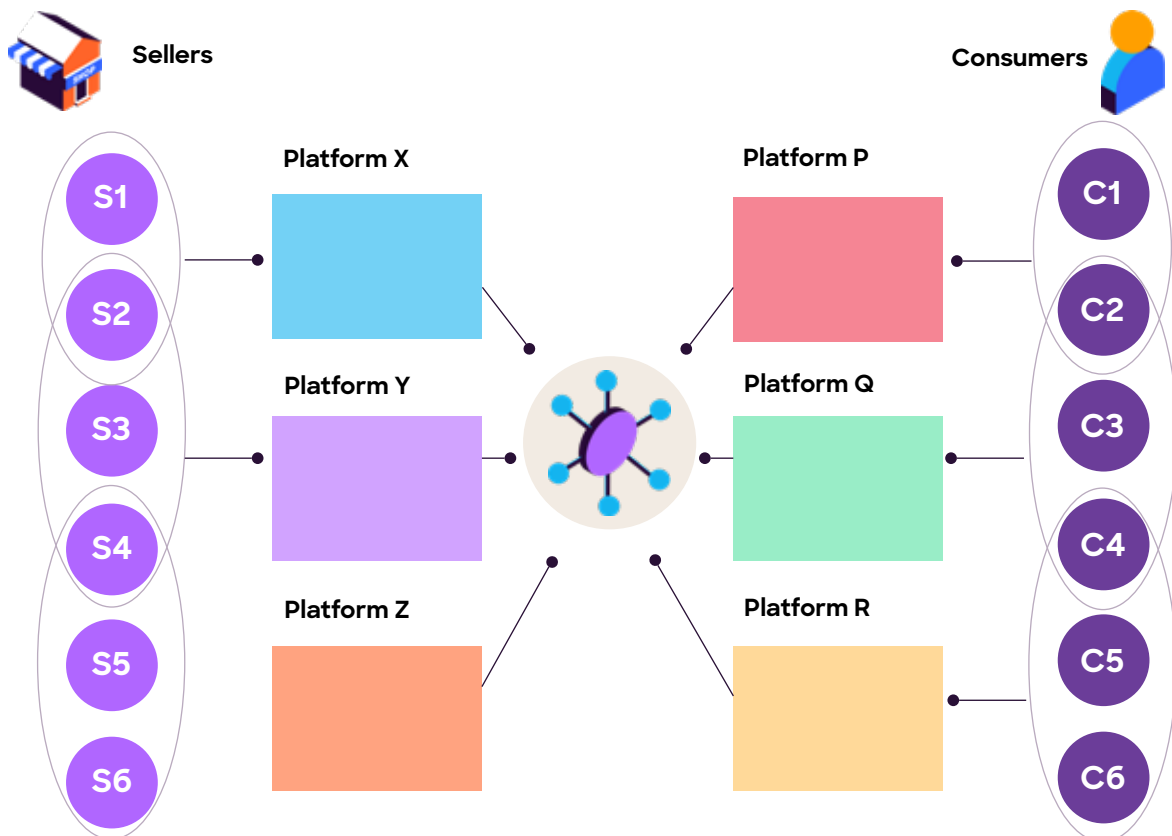 Sellers
Consumers
SHOP
Platform X
Platform P
S1
C1
S2
C2
Platform Y
Platform Q
S3
C3
S4
C4
Platform Z
Platform R
S5
C5
S6
C6